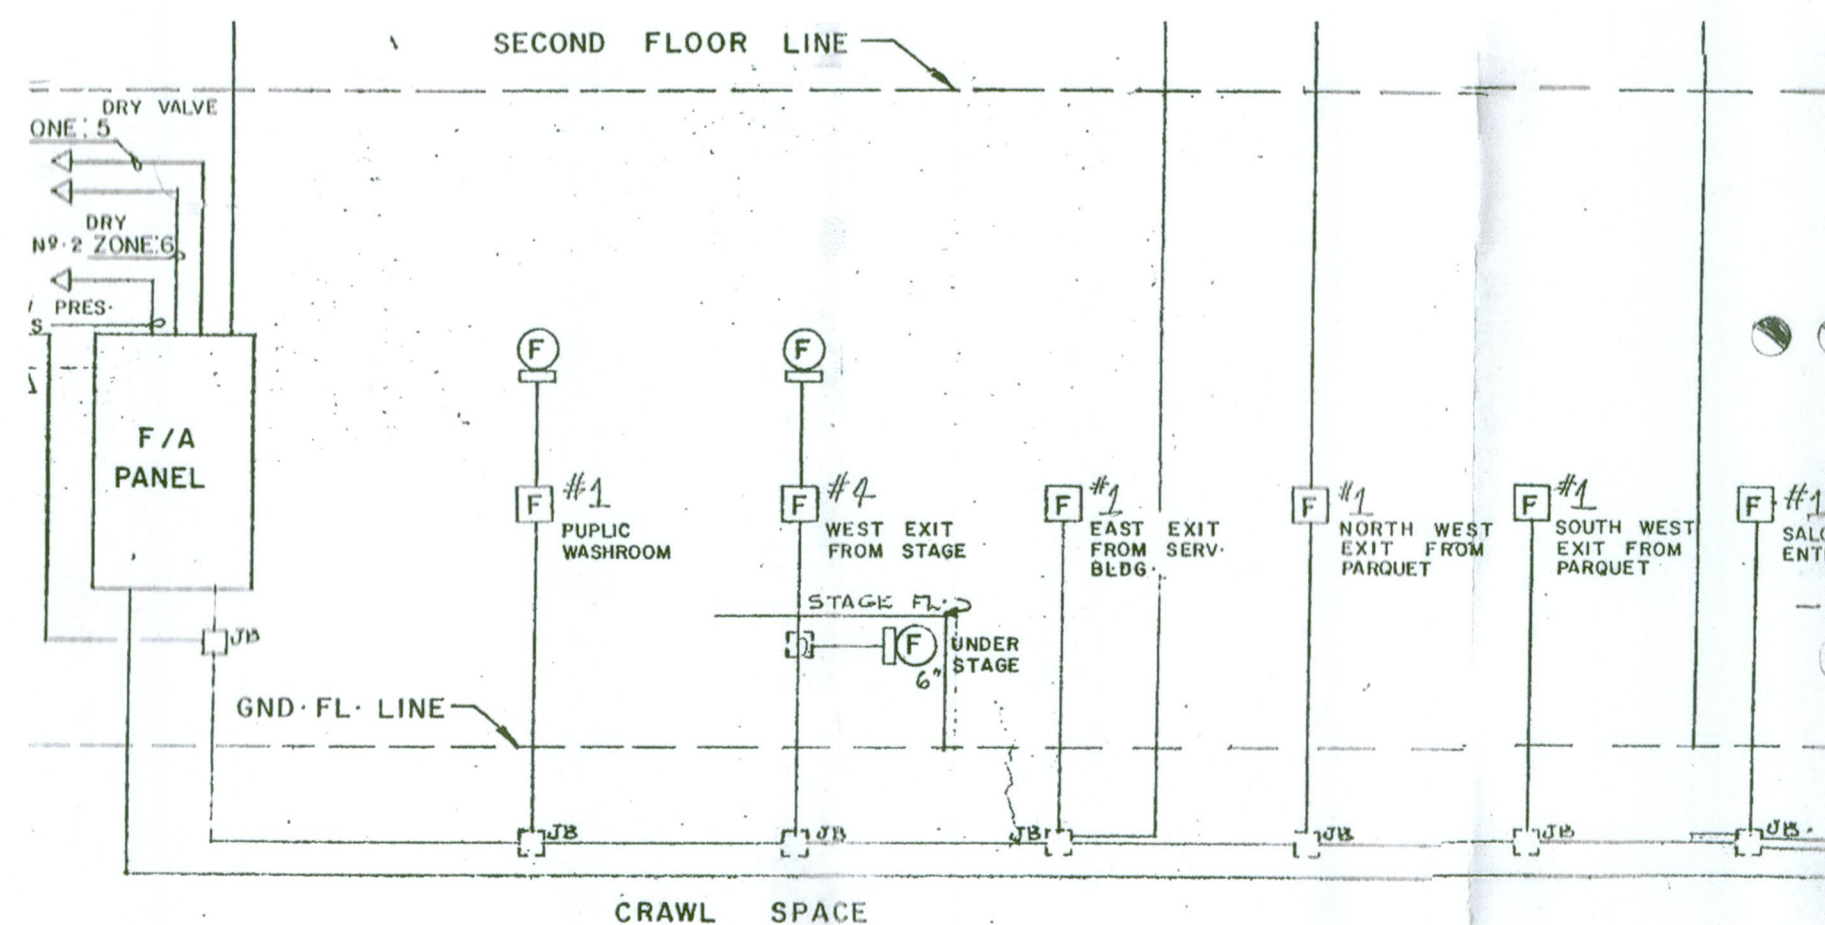 SECOND FLOOR LINE
DRY VALVE
ONE: 5
DRY
Nº. 2 ZONE: 6
PRES.
S
F/A
PANEL
F
F
F #1
PUPLIC
WASHROOM
F #4
WEST EXIT
FROM STAGE
F #1
EAST EXIT
FROM SERV.
BLDG.
F #1
NORTH WEST
EXIT FROM
PARQUET
F #1
SOUTH WEST
EXIT FROM
PARQUET
F #1
SALO
ENT
STAGE FL.
F
6"
UNDER
STAGE
JB
GND. FL. LINE
JB
JB
JB
JB
JB
JB.
CRAWL SPACE